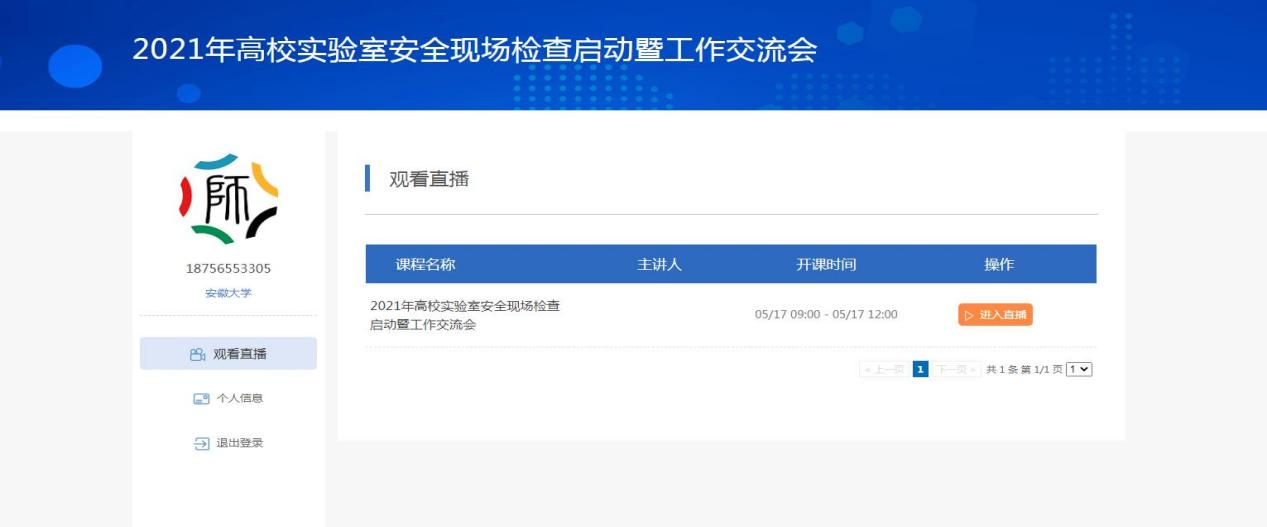 2021年高校实验室安全现场检查启动暨工作交流会
師
18756553305
安徽大学
观看直播
个人信息
退出登录
观看直播
课程名称 主讲人 开课时间 操作
2021年高校实验室安全现场检查
启动暨工作交流会
05/17 09:00 - 05/17 12:00
进入直播
« 上一页 1 下一页 » 共 1 条 第 1/1 页 1